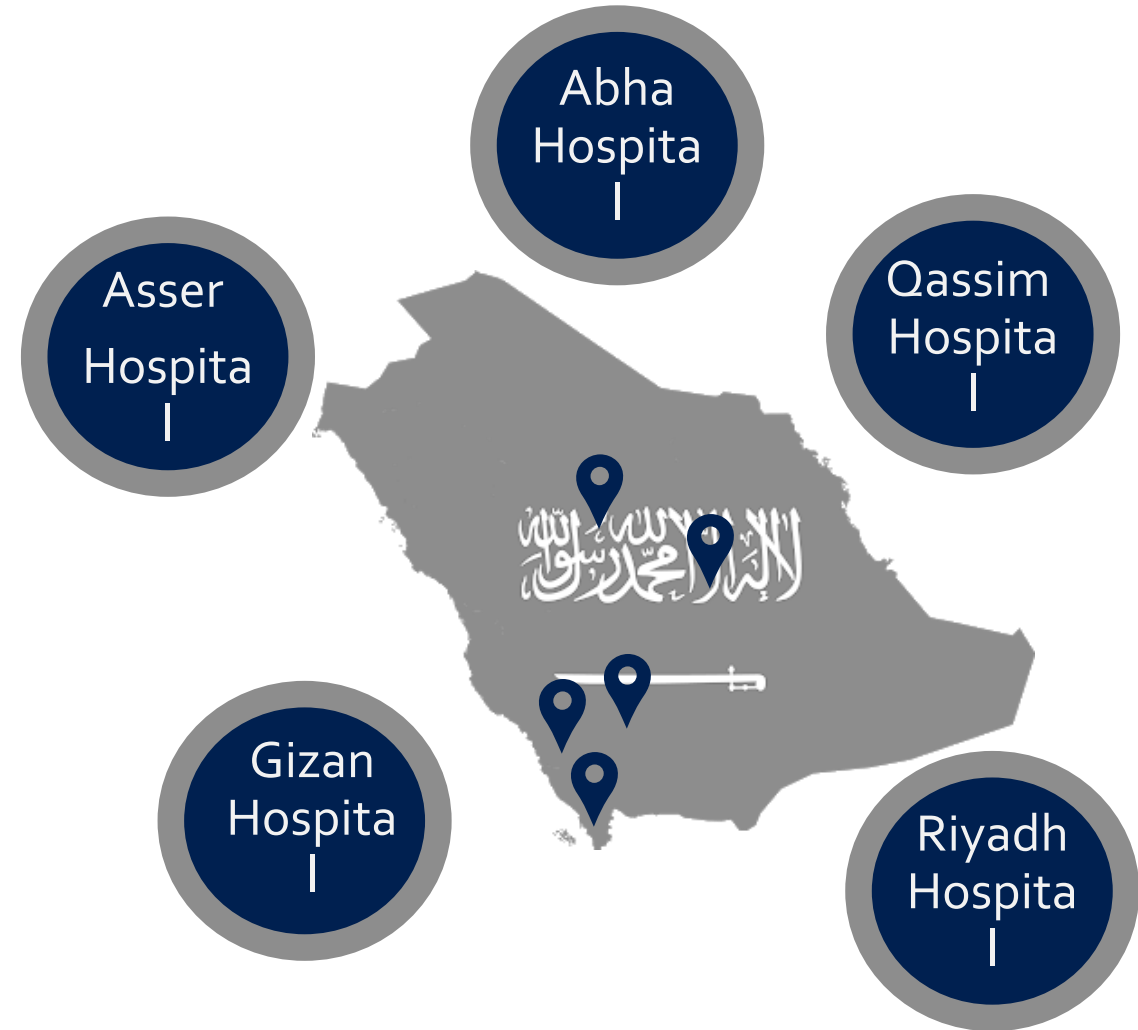 Abha
Hospita
l
Asser
Hospita
l
Qassim
Hospita
l
لا إله إلا الله محمد رسول الله
Gizan
Hospita
l
Riyadh
Hospita
l